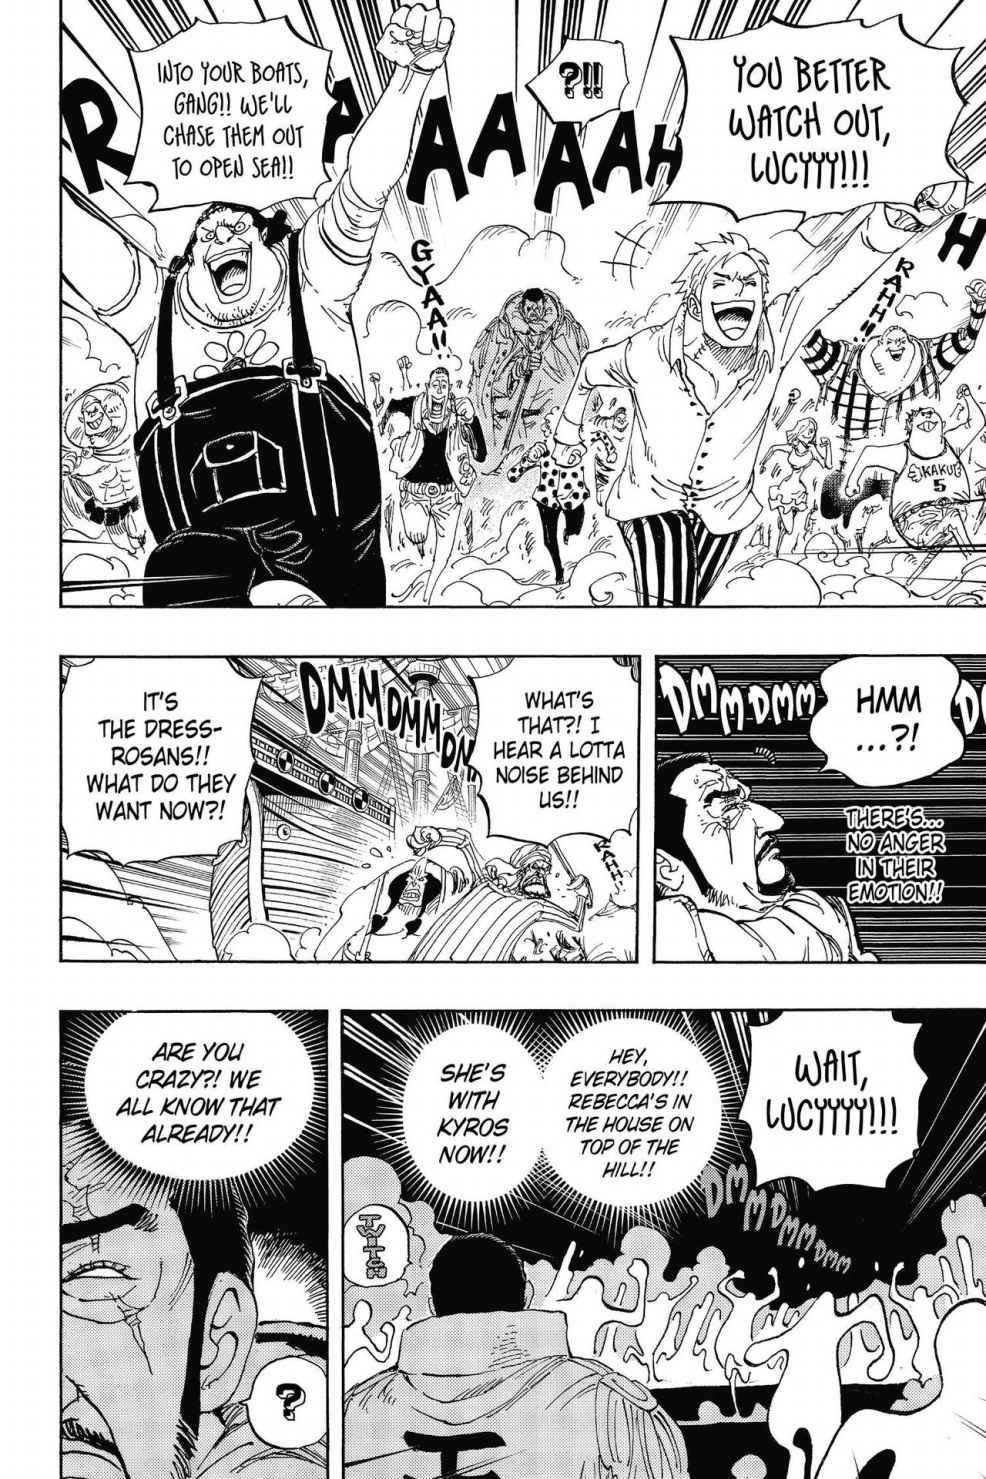 YOU BETTER
WATCH OUT,
LUCYYY!!!
?!!
INTO YOUR BOATS,
GANG!! WE'LL
CHASE THEM OUT
TO OPEN SEA!!
RAAAAAHH
GYAA!!
RAHH!!
KAKU
5
HMM
...?!
DMMDMM
D
THERE'S...
NO ANGER
IN THEIR
EMOTION!!
WHAT'S
THAT?! I
HEAR A LOTTA
NOISE BEHIND
US!!
DMMDMMDM
RAHH!
IT'S
THE DRESS-
ROSANS!!
WHAT DO THEY
WANT NOW?!
WAIT,
LUCYYYY!!!
HEY,
EVERYBODY!!
REBECCA'S IN
THE HOUSE ON
TOP OF THE
HILL!!
SHE'S
WITH
KYROS
NOW!!
DMMDMMDMM
TWITCH
ARE YOU
CRAZY?! WE
ALL KNOW THAT
ALREADY!!
?